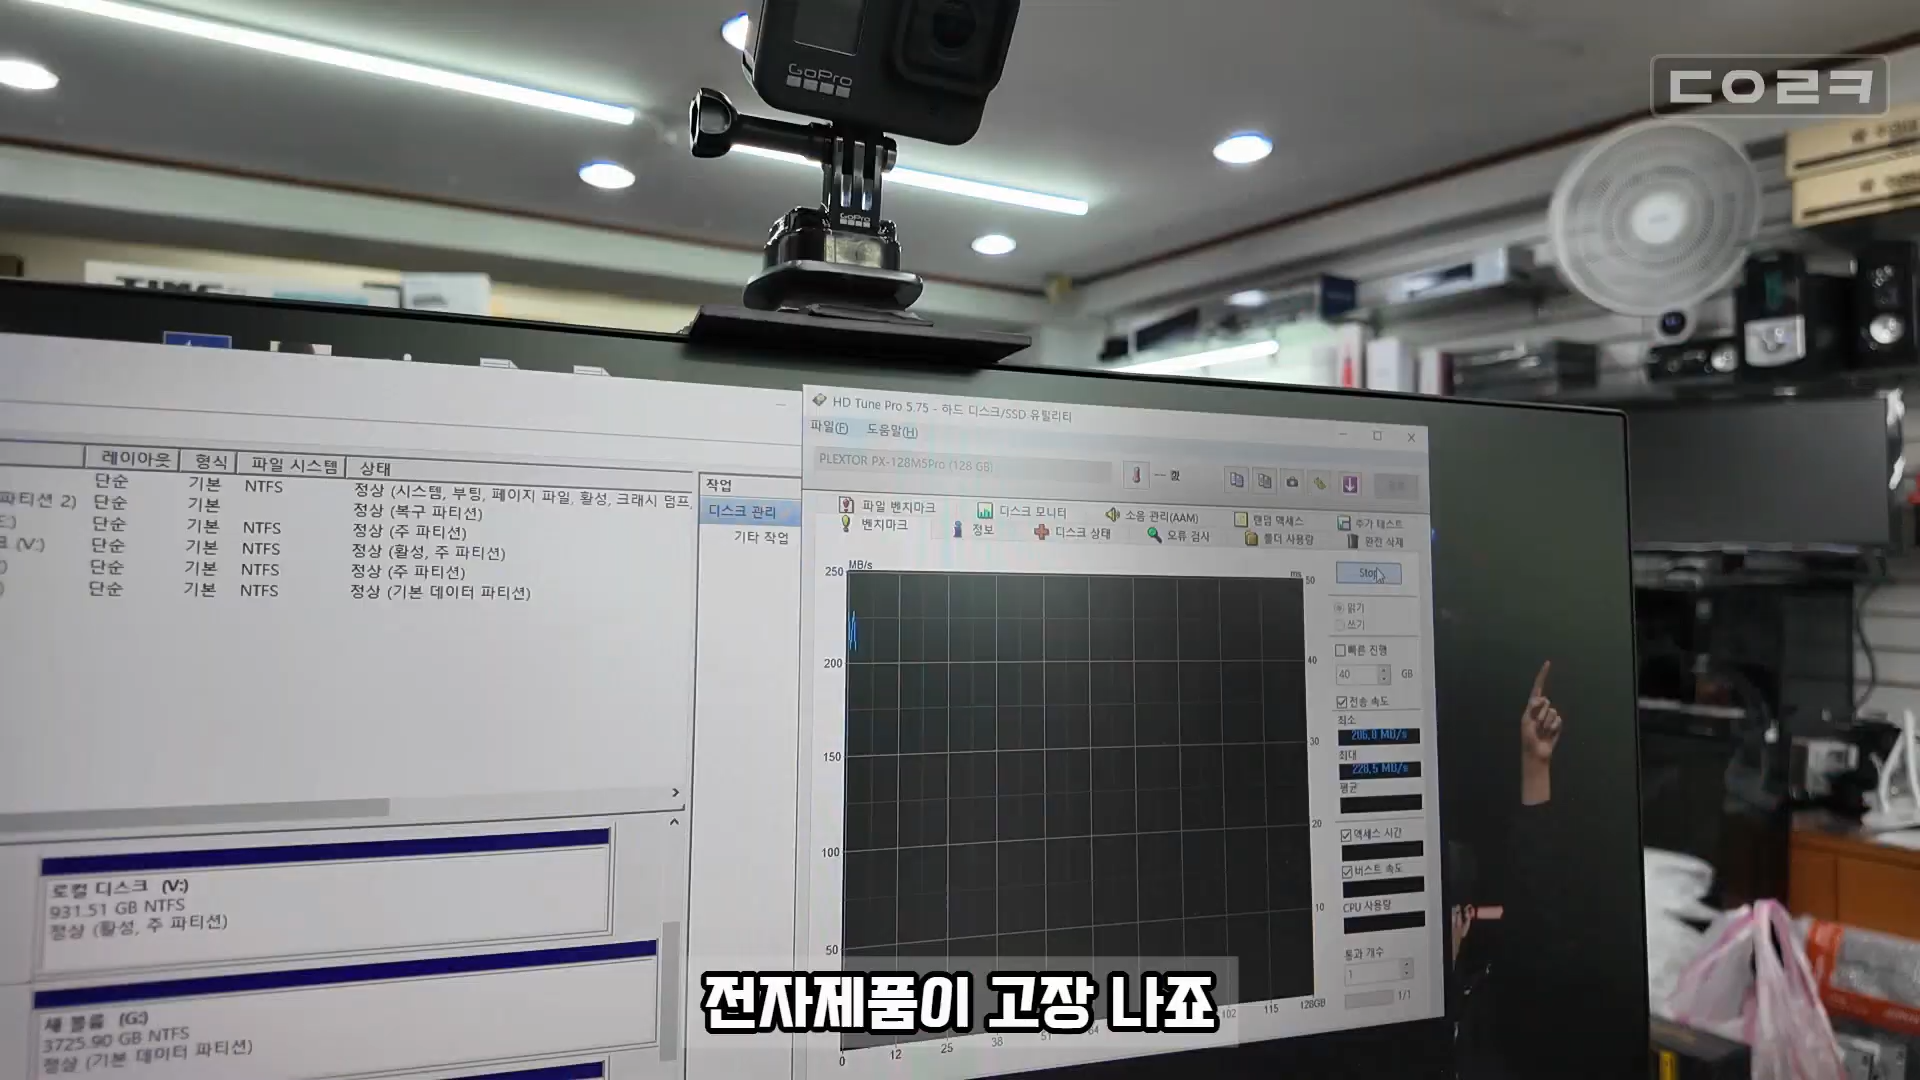 GoPro
ㄷㅇㄹㅋ
GoPro
HD Tune Pro 5.75 - 하드 디스크/SSD 유틸리티
파일(F) 도움말(H)
PLEXTOR PX-128M5Pro (128 GB)
파일 벤치마크 디스크 모니터 소음 관리(AAM) 랜덤 액세스 추가 테스트
벤치마크 정보 디스크 상태 오류 검사 폴더 사용량 완전 삭제
레이아웃 형식 파일 시스템 상태
단순 기본 NTFS 정상 (시스템, 부팅, 페이지 파일, 활성, 크래시 덤프,
파티션 2) 단순 기본 정상 (복구 파티션)
단순 기본 NTFS 정상 (주 파티션)
(V:) 단순 기본 NTFS 정상 (활성, 주 파티션)
단순 기본 NTFS 정상 (주 파티션)
단순 기본 NTFS 정상 (기본 데이터 파티션)
작업
디스크 관리
기타 작업
MB/s
ms
250
200
150
100
50
50
40
30
20
10
0 12 25 38 51 64 102 115 128GB
Stop
읽기
쓰기
빠른 진행
40 GB
전송 속도
최소
206.8 MB/s
최대
228.5 MB/s
평균
액세스 시간
버스트 속도
CPU 사용량
통과 개수
1
1/1
로컬 디스크 (V:)
931.51 GB NTFS
정상 (활성, 주 파티션)
새 볼륨 (G:)
3725.90 GB NTFS
정상 (기본 데이터 파티션)
전자제품이 고장 나죠